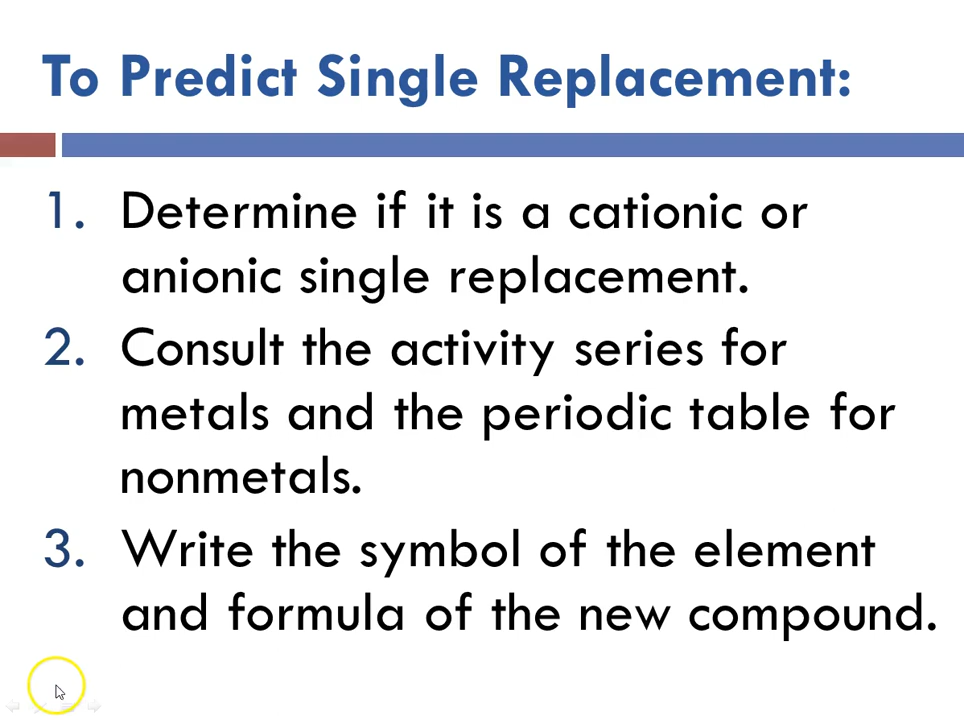 To Predict Single Replacement:
1. Determine if it is a cationic or
anionic single replacement.
2. Consult the activity series for
metals and the periodic table for
nonmetals.
3. Write the symbol of the element
and formula of the new compound.